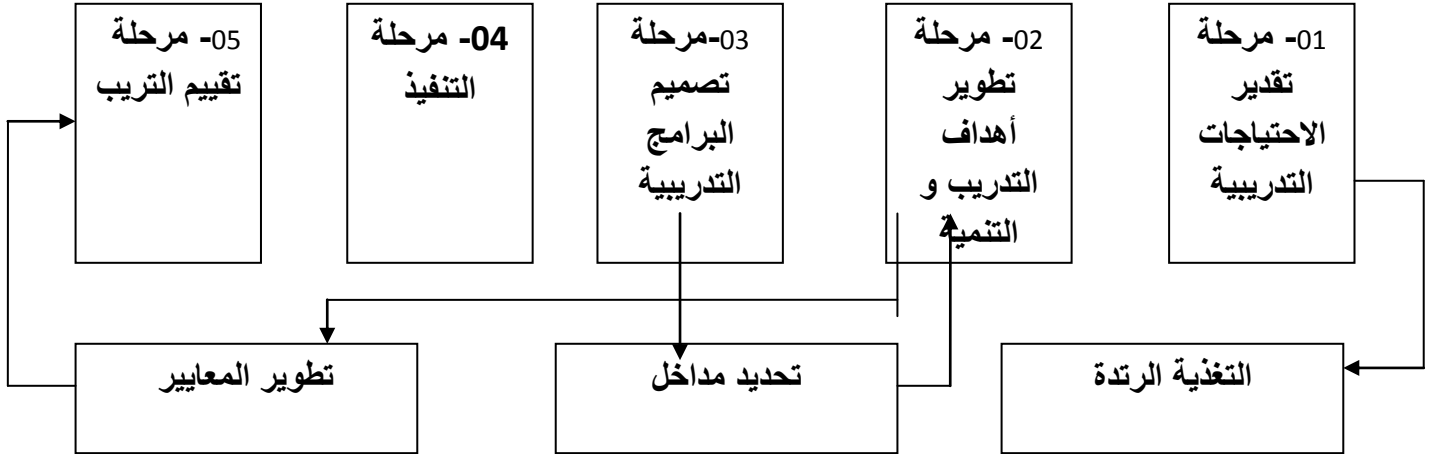 01- مرحلة
تقدير
الاحتياجات
التدريبية
02- مرحلة
تطوير
أهداف
التدريب و
التنمية
03-مرحلة
تصميم
البرامج
التدريبية
04- مرحلة
التنفيذ
05- مرحلة
تقييم التريب
التغذية الرتدة
تحديد مداخل
تطوير المعايير